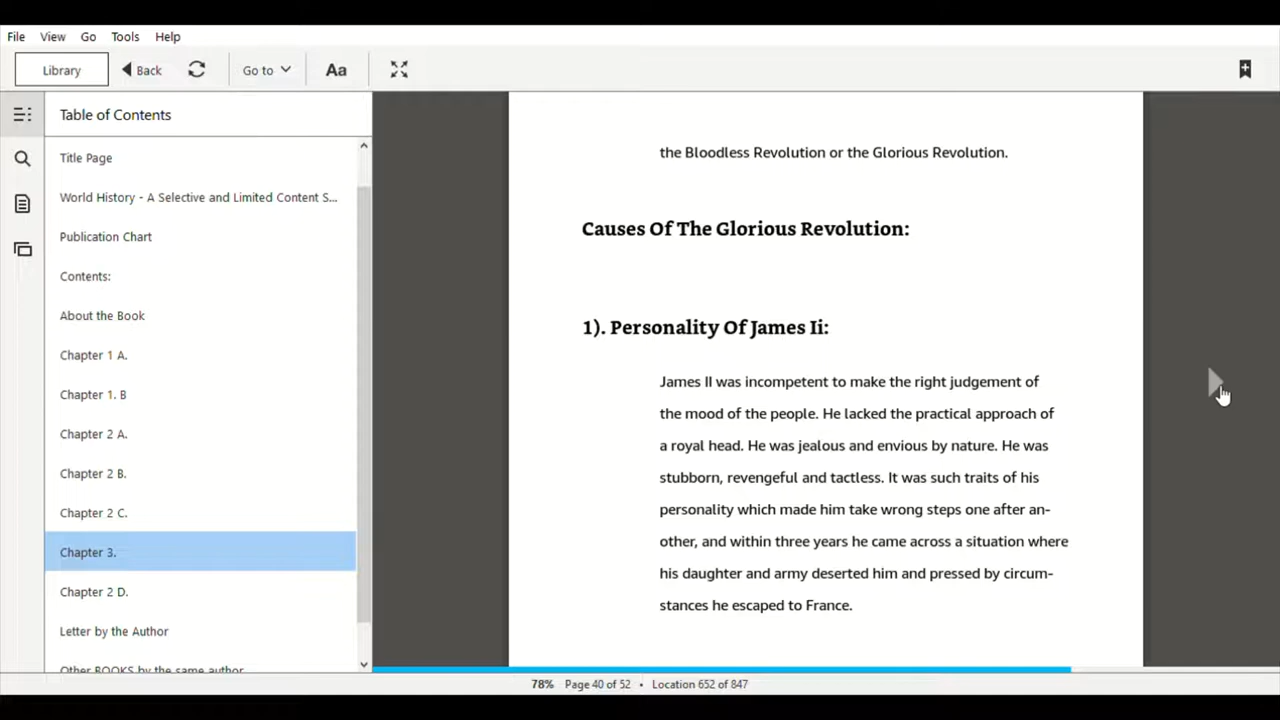 File View Go Tools Help
Library Back Go to Aa
Table of Contents
Title Page
World History - A Selective and Limited Content S...
Publication Chart
Contents:
About the Book
Chapter 1 A.
Chapter 1. B
Chapter 2 A.
Chapter 2 B.
Chapter 2 C.
Chapter 3.
Chapter 2 D.
Letter by the Author
Other BOOKS by the same author
the Bloodless Revolution or the Glorious Revolution.
Causes Of The Glorious Revolution:
1). Personality Of James Ii:
James II was incompetent to make the right judgement of
the mood of the people. He lacked the practical approach of
a royal head. He was jealous and envious by nature. He was
stubborn, revengeful and tactless. It was such traits of his
personality which made him take wrong steps one after an-
other, and within three years he came across a situation where
his daughter and army deserted him and pressed by circum-
stances he escaped to France.
78% Page 40 of 52 • Location 652 of 847